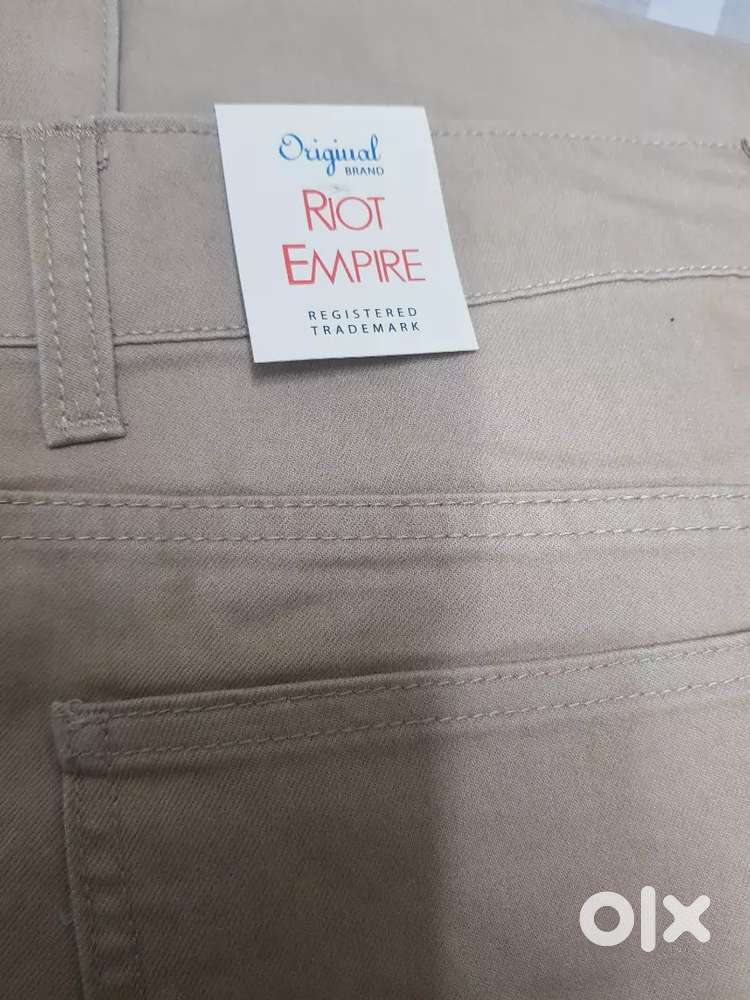 Original
BRAND
RIOT
EMPIRE
REGISTERED
TRADEMARK
olx